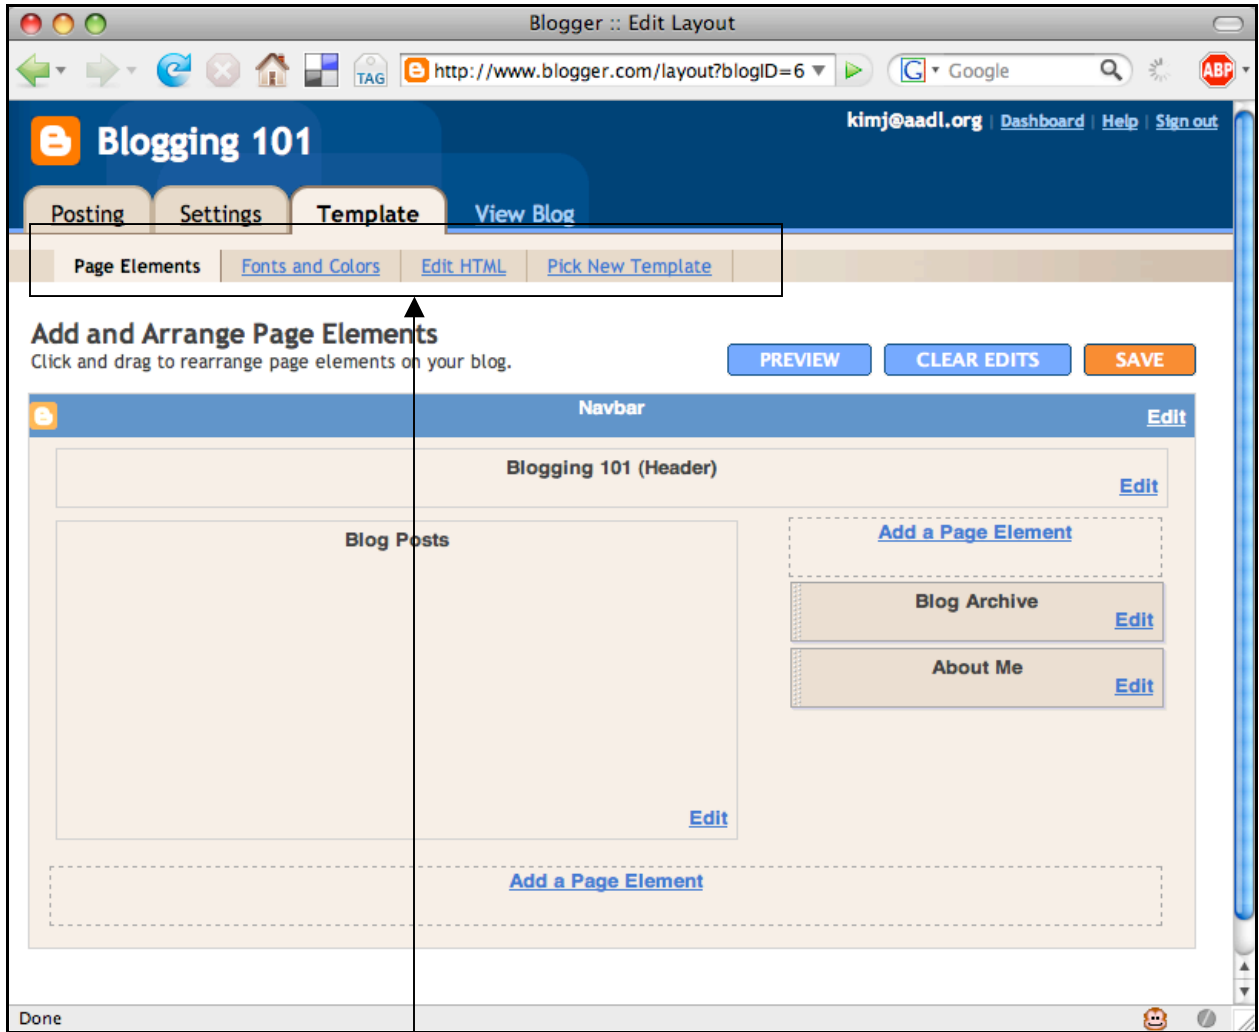 Blogger :: Edit Layout
TAG http://www.blogger.com/layout?blogID=6 G Google ABP
kimj@aadl.org | Dashboard | Help | Sign out
Blogging 101
Posting Settings Template View Blog
Page Elements Fonts and Colors Edit HTML Pick New Template
Add and Arrange Page Elements
Click and drag to rearrange page elements on your blog.
PREVIEW CLEAR EDITS SAVE
Navbar
Edit
Blogging 101 (Header)
Edit
Blog Posts
Edit
Add a Page Element
Blog Archive
Edit
About Me
Edit
Add a Page Element
Done